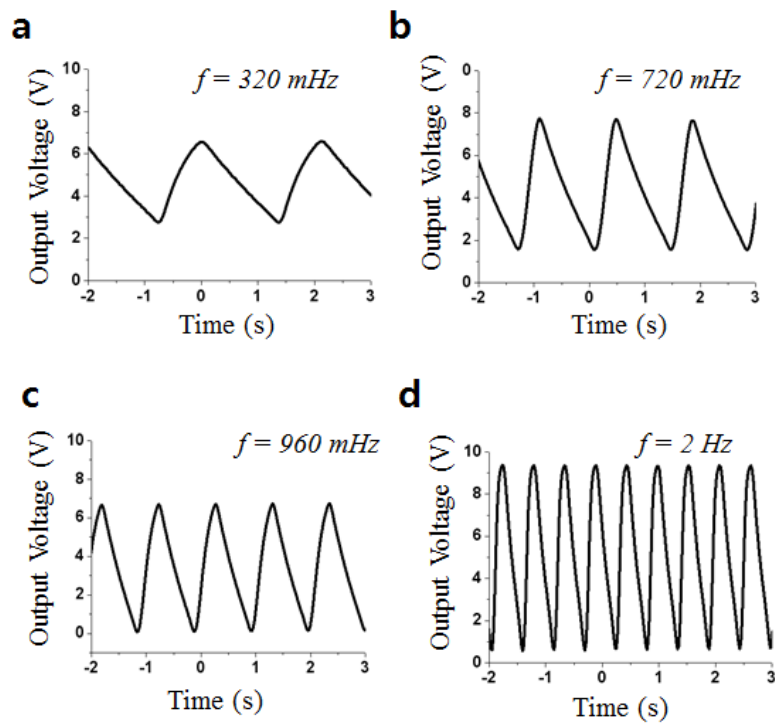 a
f = 320 mHz
Output Voltage (V)
10
8
6
4
2
0
-2 -1 0 1 2 3
Time (s)
b
f = 720 mHz
Output Voltage (V)
0
8
6
4
2
0
-2 -1 0 1 2 3
Time (s)
c
f = 960 mHz
Output Voltage (V)
10
8
6
4
2
0
-2 -1 0 1 2 3
Time (s)
d
f = 2 Hz
Output Voltage (V)
10
8
6
4
2
0
-2 -1 0 1 2 3
Time (s)